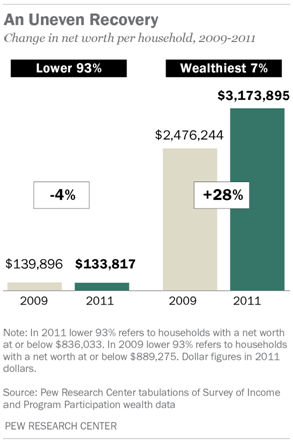 An Uneven Recovery
Change in net worth per household, 2009-2011
Lower 93%
Wealthiest 7%
$3,173,895
$2,476,244
-4%
+28%
$139,896
$133,817
2009
2011
2009
2011
Note: In 2011 lower 93% refers to households with a net worth
at or below $836,033. In 2009 lower 93% refers to households
with a net worth at or below $889,275. Dollar figures in 2011
dollars.
Source: Pew Research Center tabulations of Survey of Income
and Program Participation wealth data
PEW RESEARCH CENTER